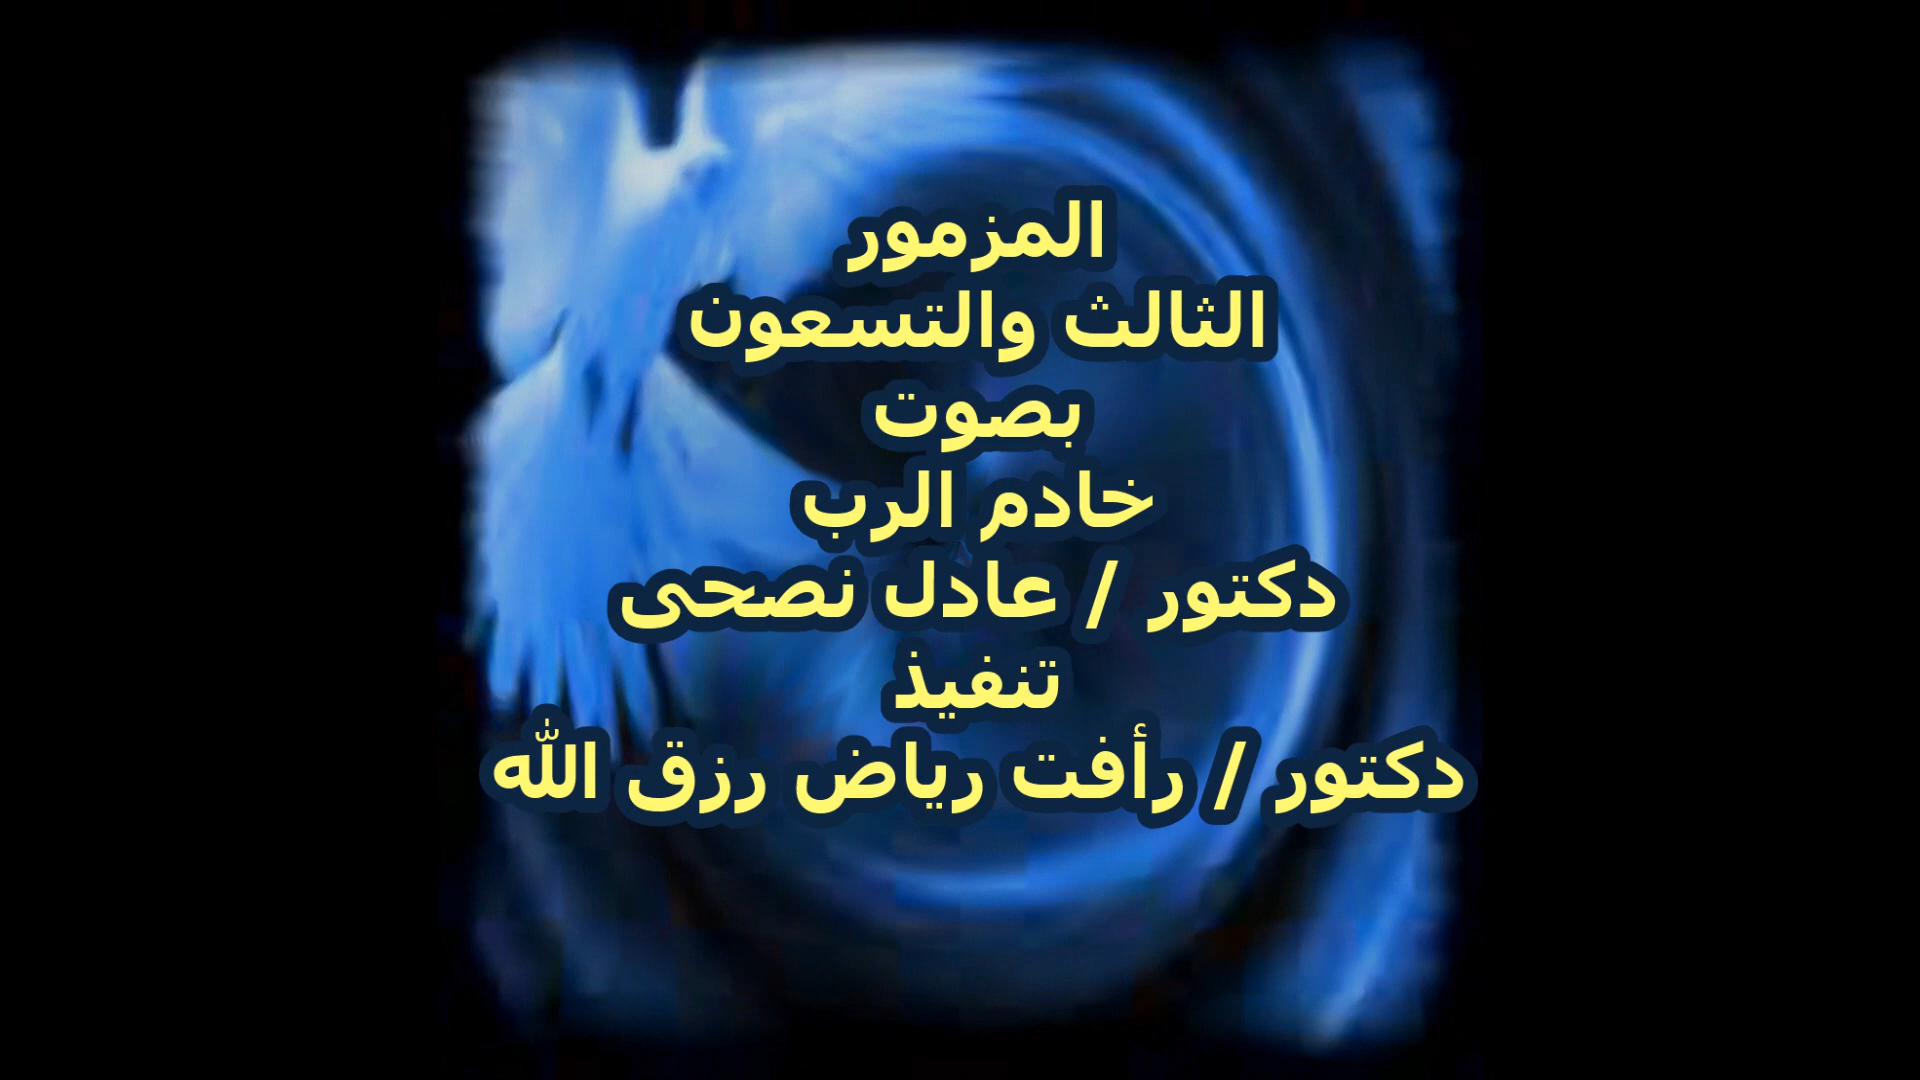 المزمور
الثالث والتسعون
بصوت
خادم الرب
دكتور / عادل نصحى
تنفيذ
دكتور / رأفت رياض رزق الله